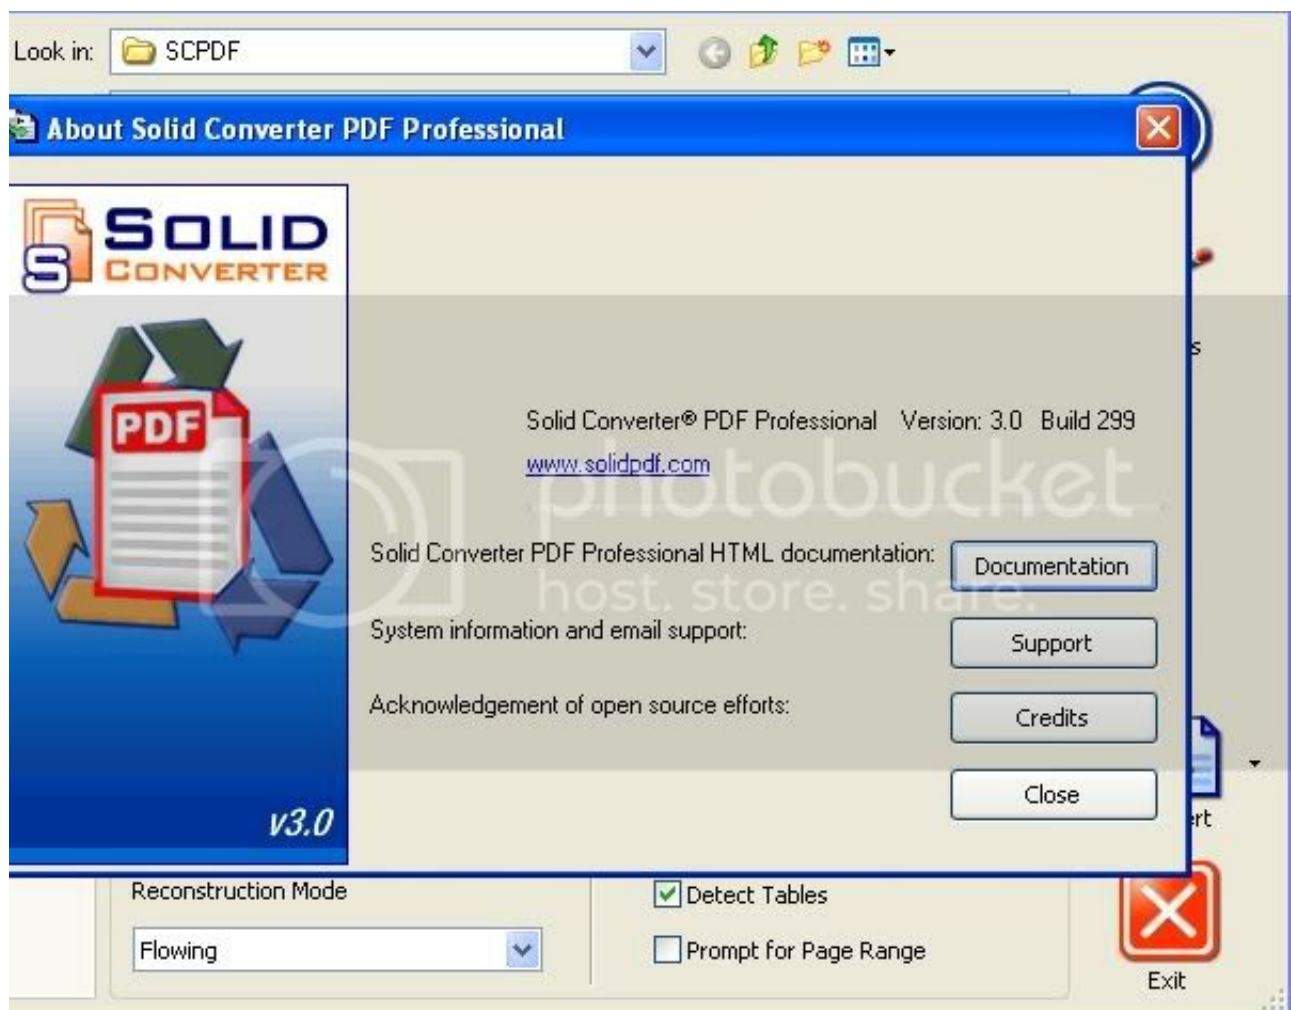 Look in: SCPDF
About Solid Converter PDF Professional
SOLID
CONVERTER
PDF
Solid Converter® PDF Professional Version: 3.0 Build 299
www.solidpdf.com
photobucket
Solid Converter PDF Professional HTML documentation: Documentation
host. store. share.
System information and email support: Support
Acknowledgement of open source efforts: Credits
Close
v3.0
Reconstruction Mode
Detect Tables
Flowing
Prompt for Page Range
Exit